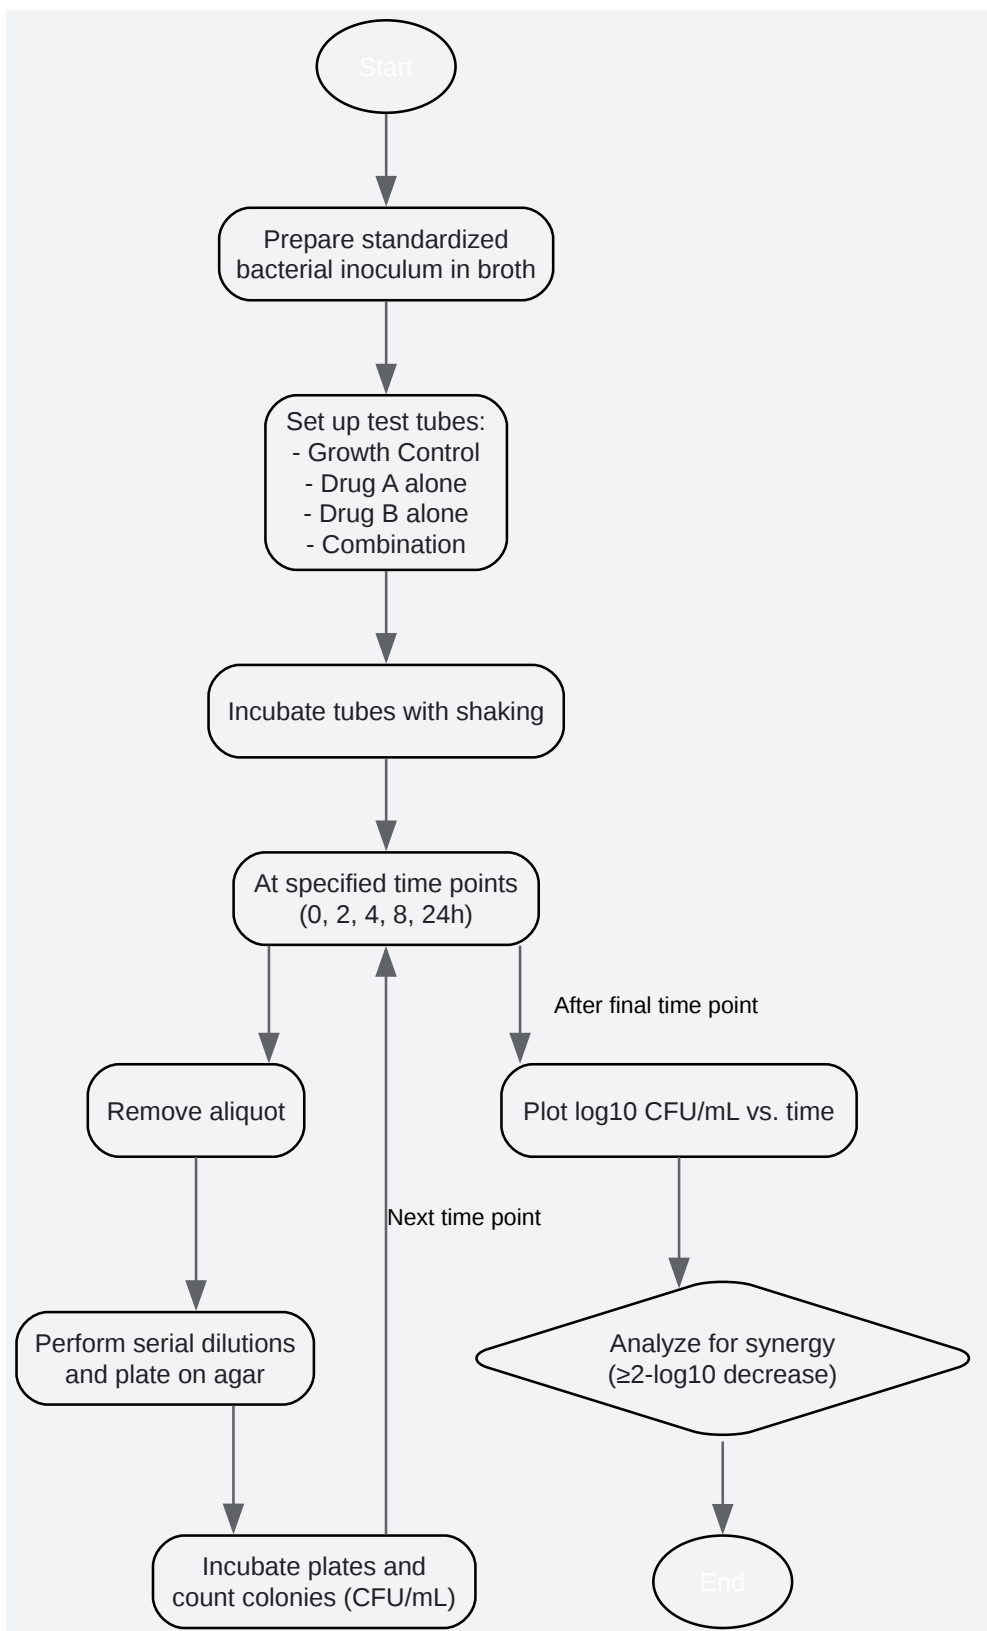 Start
Prepare standardized
bacterial inoculum in broth
Set up test tubes:
- Growth Control
- Drug A alone
- Drug B alone
- Combination
Incubate tubes with shaking
At specified time points
(0, 2, 4, 8, 24h)
After final time point
Remove aliquot
Plot log10 CFU/mL vs. time
Next time point
Perform serial dilutions
and plate on agar
Analyze for synergy
(≥2-log10 decrease)
Incubate plates and
count colonies (CFU/mL)
End